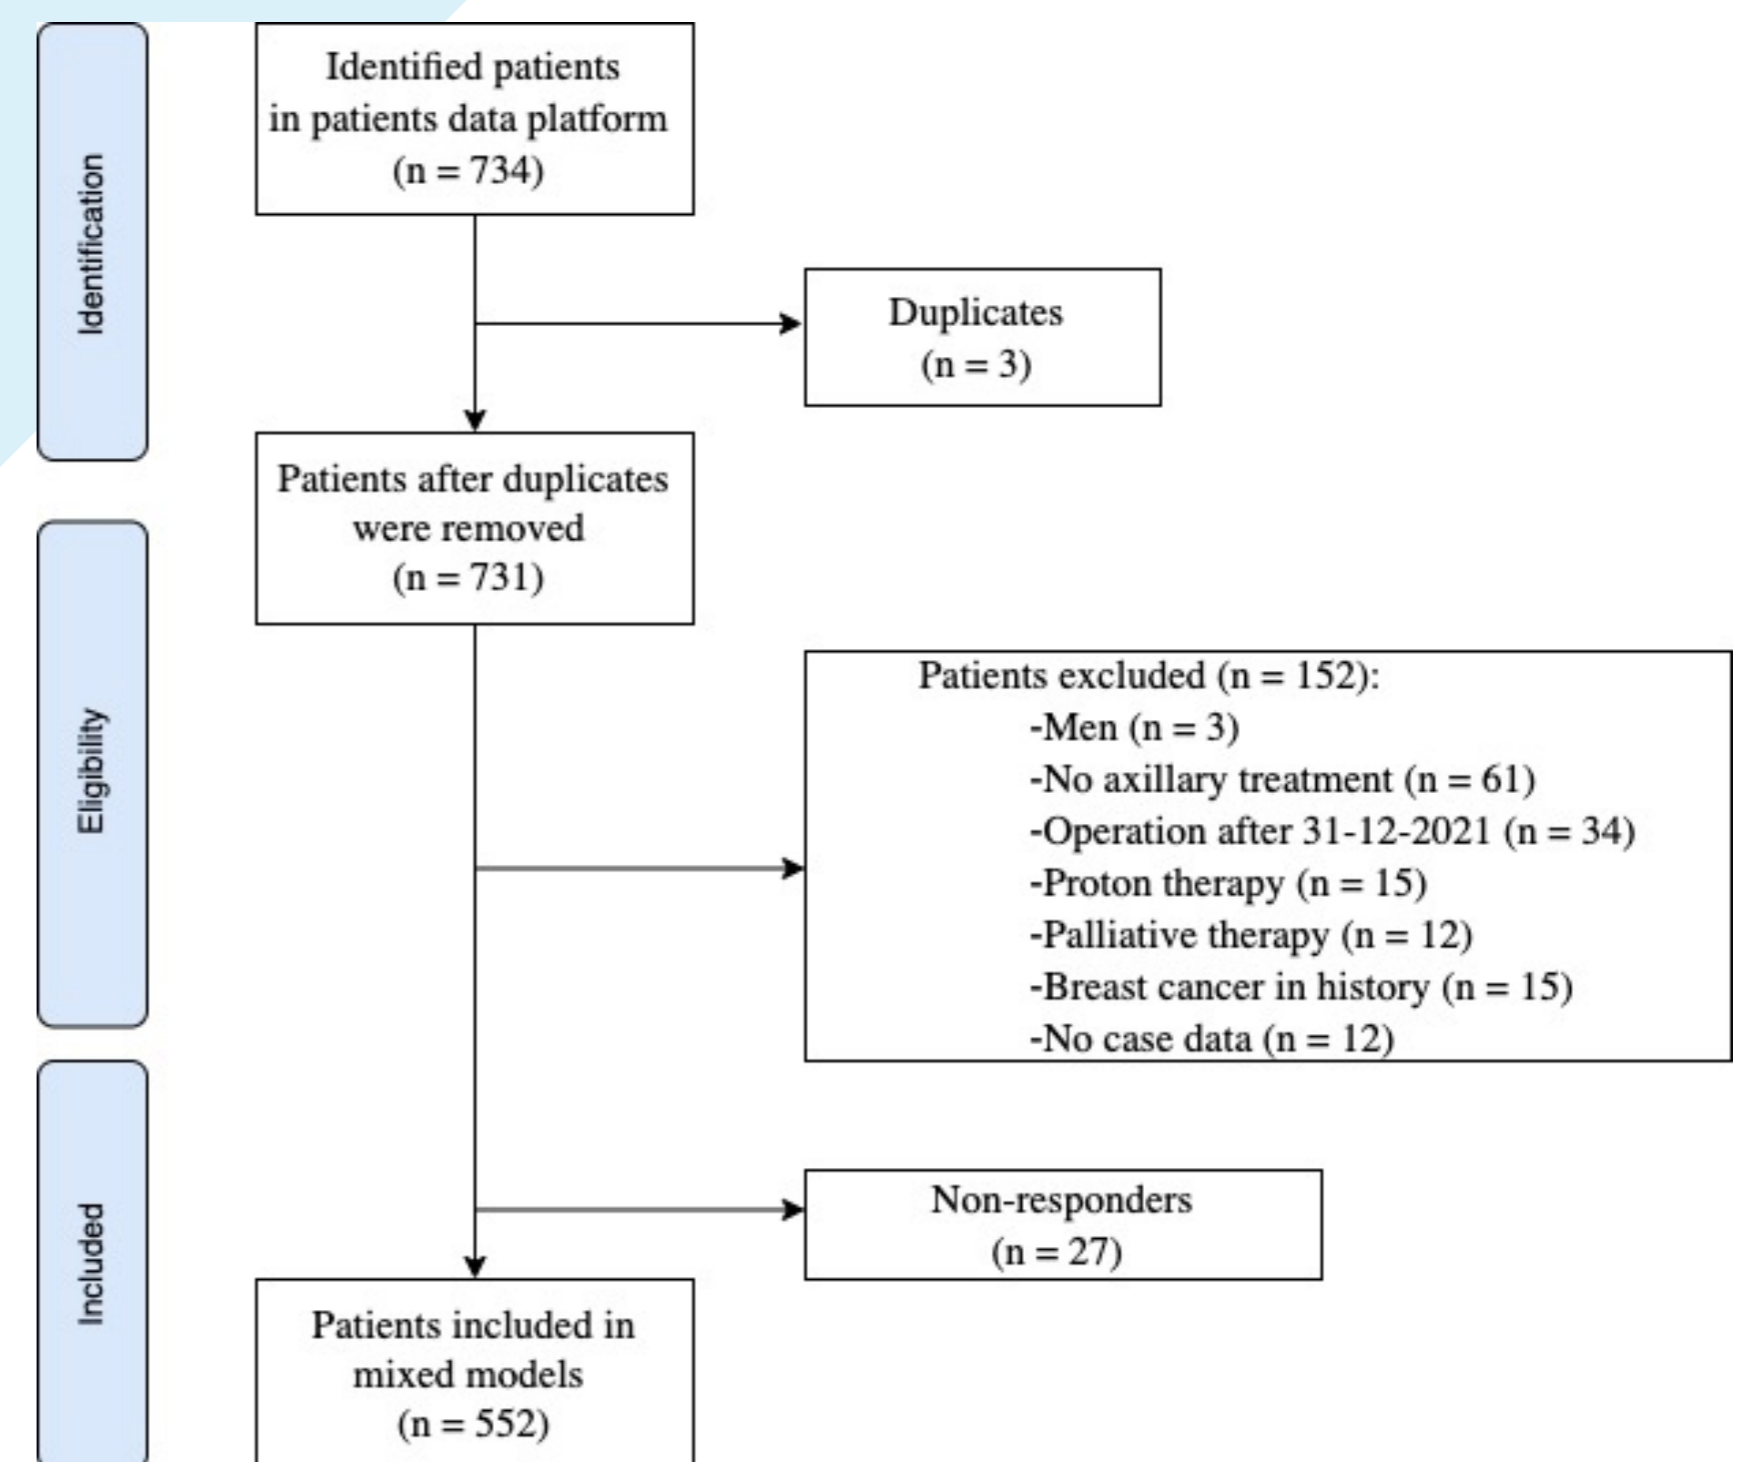 Identification
Identified patients
in patients data platform
(n = 734)
Duplicates
(n = 3)
Patients after duplicates
were removed
(n = 731)
Eligibility
Patients excluded (n = 152):
-Men (n = 3)
-No axillary treatment (n = 61)
-Operation after 31-12-2021 (n = 34)
-Proton therapy (n = 15)
-Palliative therapy (n = 12)
-Breast cancer in history (n = 15)
-No case data (n = 12)
Included
Non-responders
(n = 27)
Patients included in
mixed models
(n = 552)